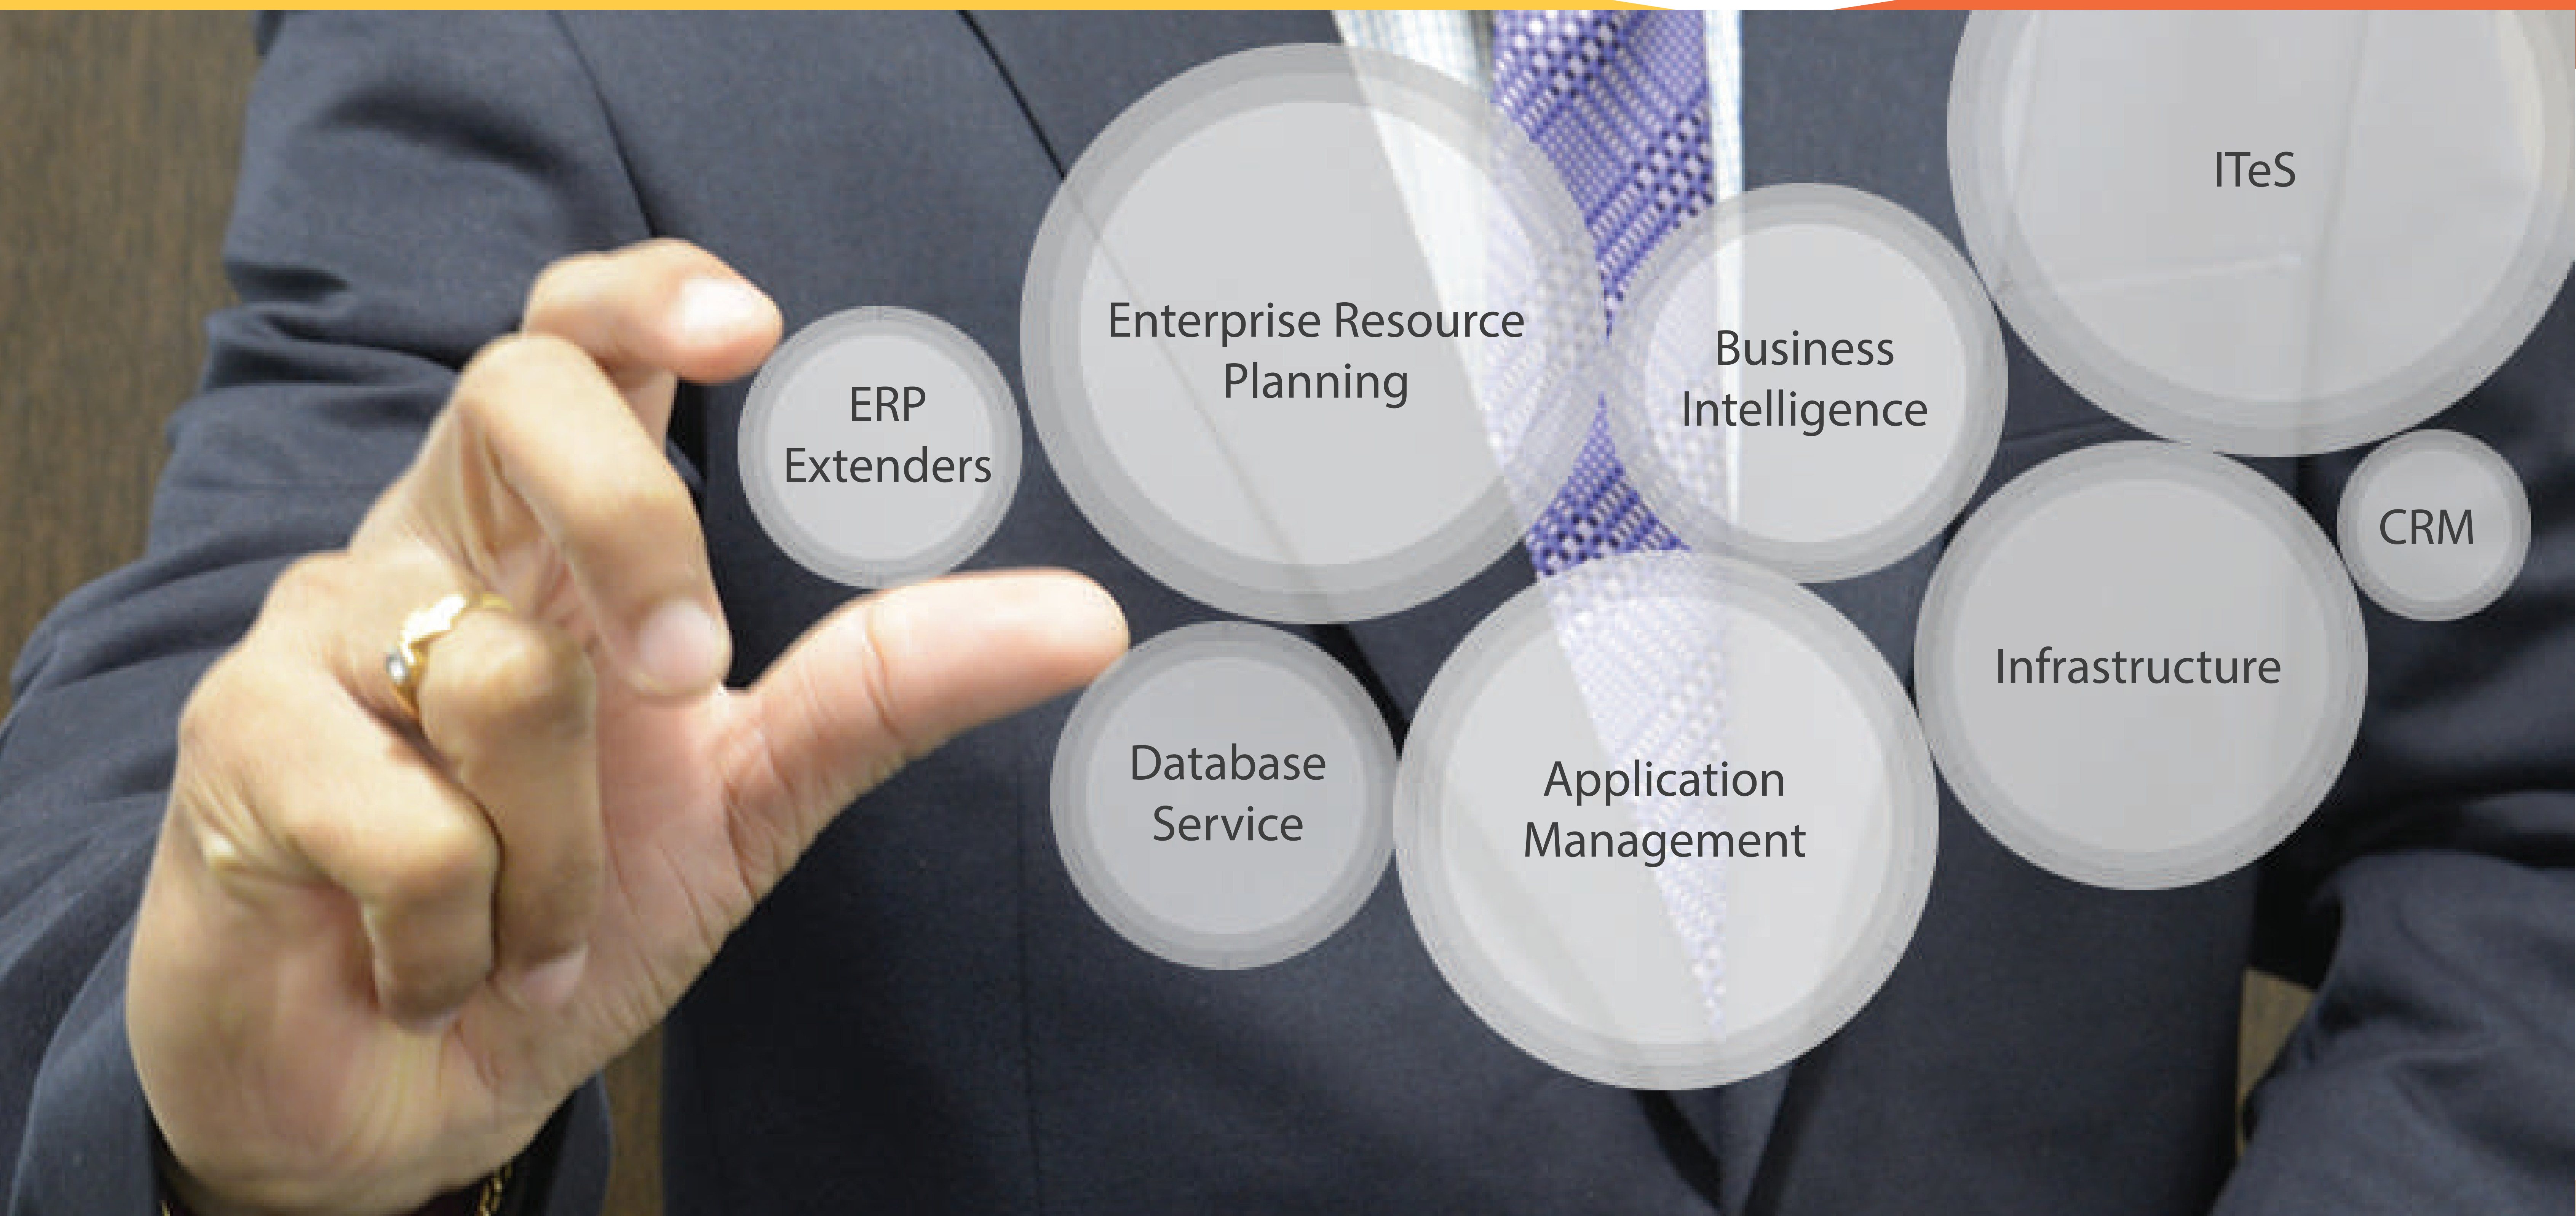 ITeS
Enterprise Resource
Planning
Business
Intelligence
ERP
Extenders
CRM
Infrastructure
Database
Service
Application
Management